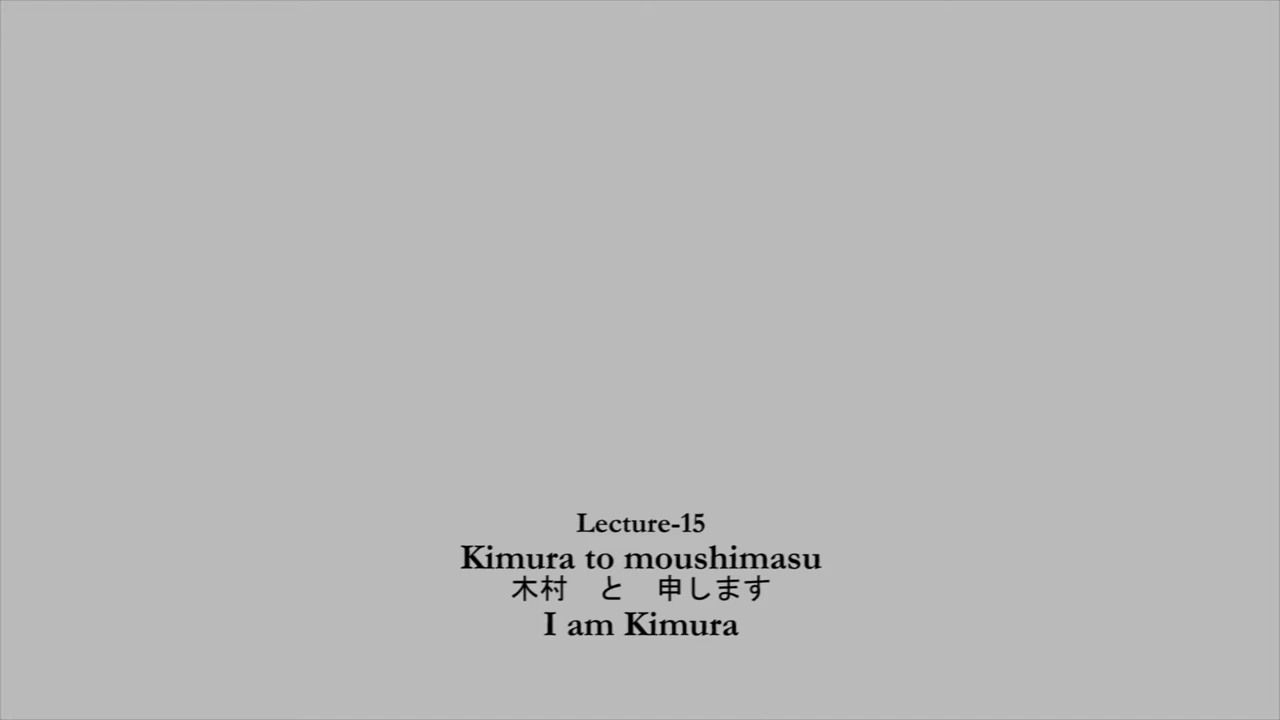 Lecture-15
Kimura to moushimasu
木村　と　申します
I am Kimura